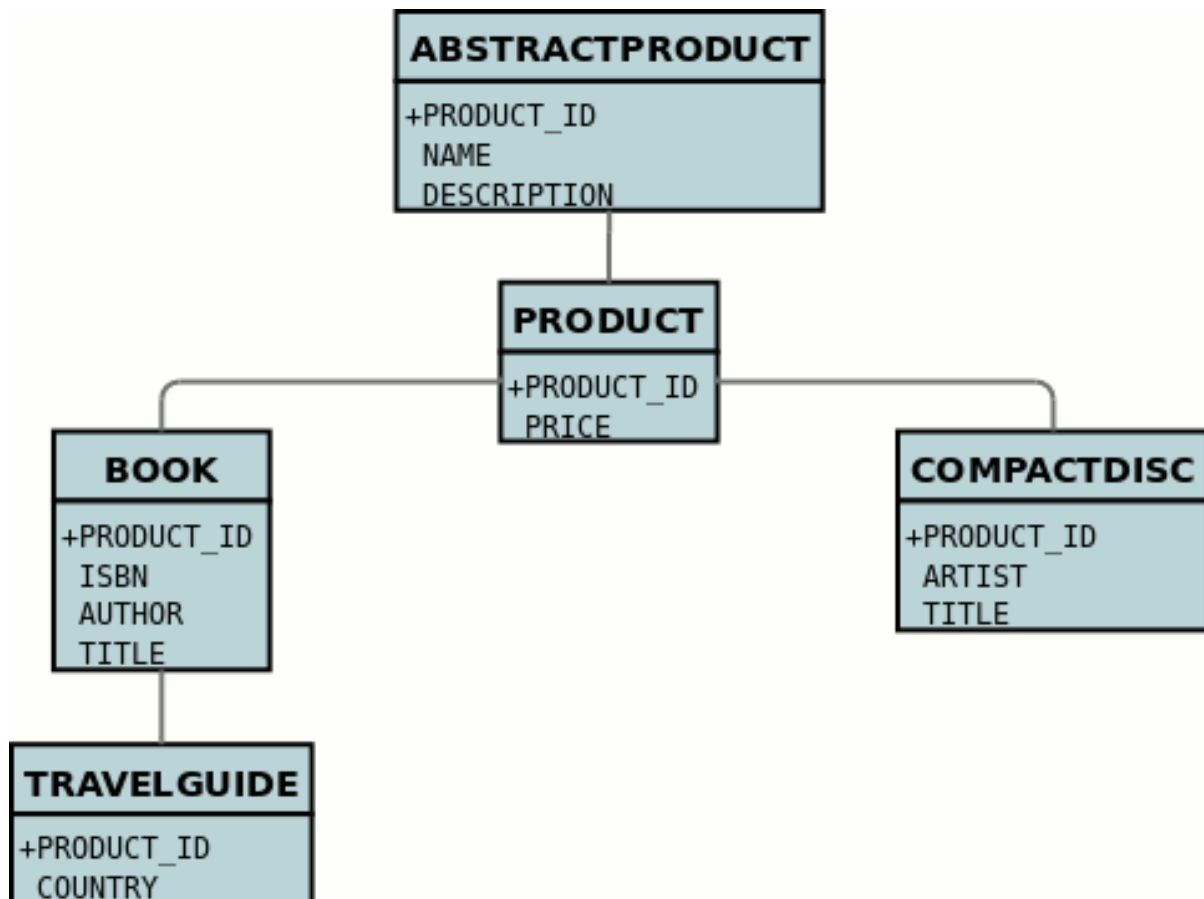 ABSTRACTPRODUCT
+PRODUCT_ID
NAME
DESCRIPTION
PRODUCT
+PRODUCT_ID
PRICE
BOOK
+PRODUCT_ID
ISBN
AUTHOR
TITLE
COMPACTDISC
+PRODUCT_ID
ARTIST
TITLE
TRAVELGUIDE
+PRODUCT_ID
COUNTRY